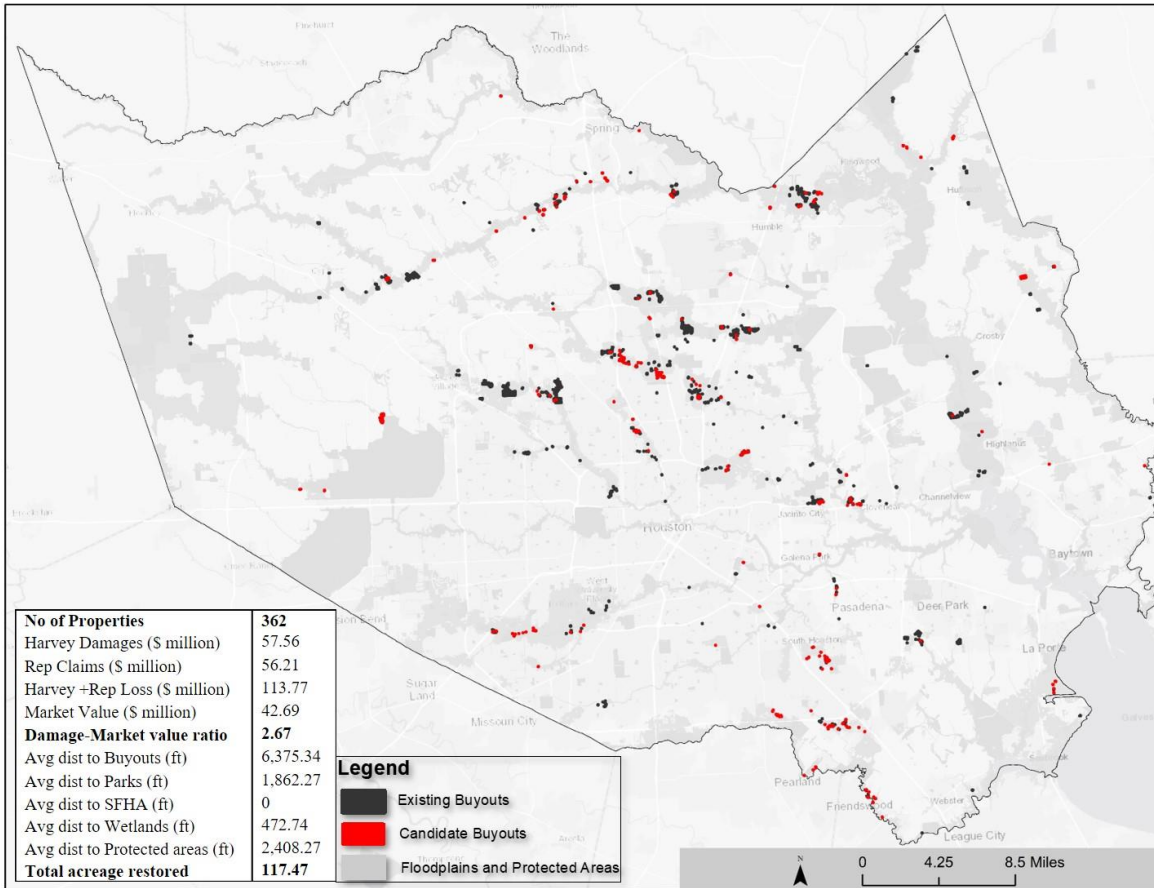 Pinehurst
The
Woodlands
Spring
Kingwood
Humble
Crosby
Highlands
Channelview
Jacinto City
Houston
Galena Park
Baytown
Pasadena
Deer Park
South Houston
La Porte
West
Sugar
Land
Missouri City
Pearland
Friendswood
Webster
League City
No of Properties 362
Harvey Damages ($ million) 57.56
Rep Claims ($ million) 56.21
Harvey +Rep Loss ($ million) 113.77
Market Value ($ million) 42.69
Damage-Market value ratio 2.67
Avg dist to Buyouts (ft) 6,375.34
Avg dist to Parks (ft) 1,862.27
Avg dist to SFHA (ft) 0
Avg dist to Wetlands (ft) 472.74
Avg dist to Protected areas (ft) 2,408.27
Total acreage restored 117.47
Legend
Existing Buyouts
Candidate Buyouts
Floodplains and Protected Areas
N
0 4.25 8.5 Miles